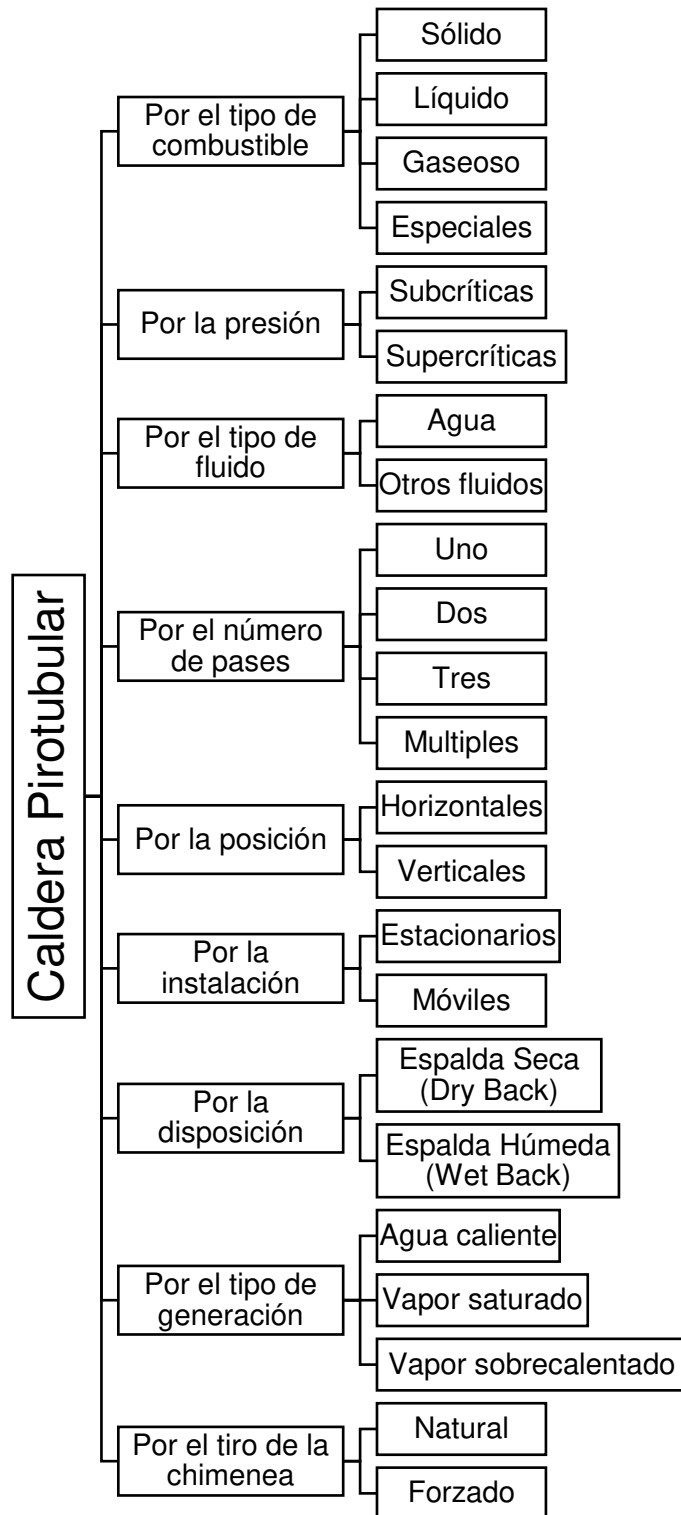 Caldera Pirotubular
Por el tipo de
combustible
Sólido
Líquido
Gaseoso
Especiales
Por la presión
Subcríticas
Supercríticas
Por el tipo de
fluido
Agua
Otros fluidos
Por el número
de pases
Uno
Dos
Tres
Multiples
Por la posición
Horizontales
Verticales
Por la
instalación
Estacionarios
Móviles
Por la
disposición
Espalda Seca
(Dry Back)
Espalda Húmeda
(Wet Back)
Por el tipo de
generación
Agua caliente
Vapor saturado
Vapor sobrecalentado
Por el tiro de la
chimenea
Natural
Forzado